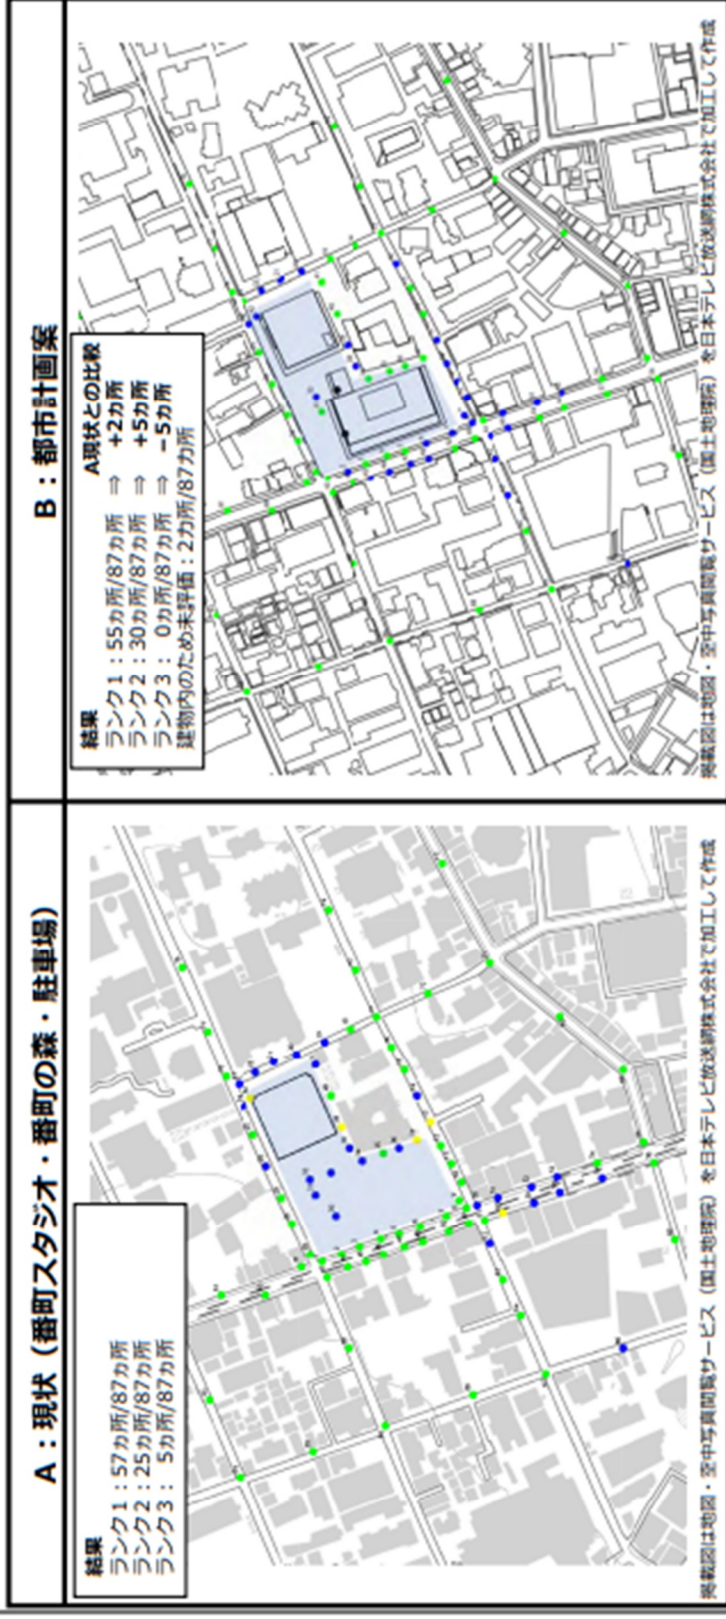 A：現状（番町スタジオ・番町の森・駐車場）
結果
ランク1：57カ所/87カ所
ランク2：25カ所/87カ所
ランク3： 5カ所/87カ所
掲載図は地図・空中写真閲覧サービス（国土地理院）を日本テレビ放送網株式会社で加工して作成
B：都市計画案
結果 A現状との比較
ランク1：55カ所/87カ所 ⇒ +2カ所
ランク2：30カ所/87カ所 ⇒ +5カ所
ランク3： 0カ所/87カ所 ⇒ −5カ所
建物内のため未評価：2カ所/87カ所
掲載図は地図・空中写真閲覧サービス（国土地理院）を日本テレビ放送網株式会社で加工して作成